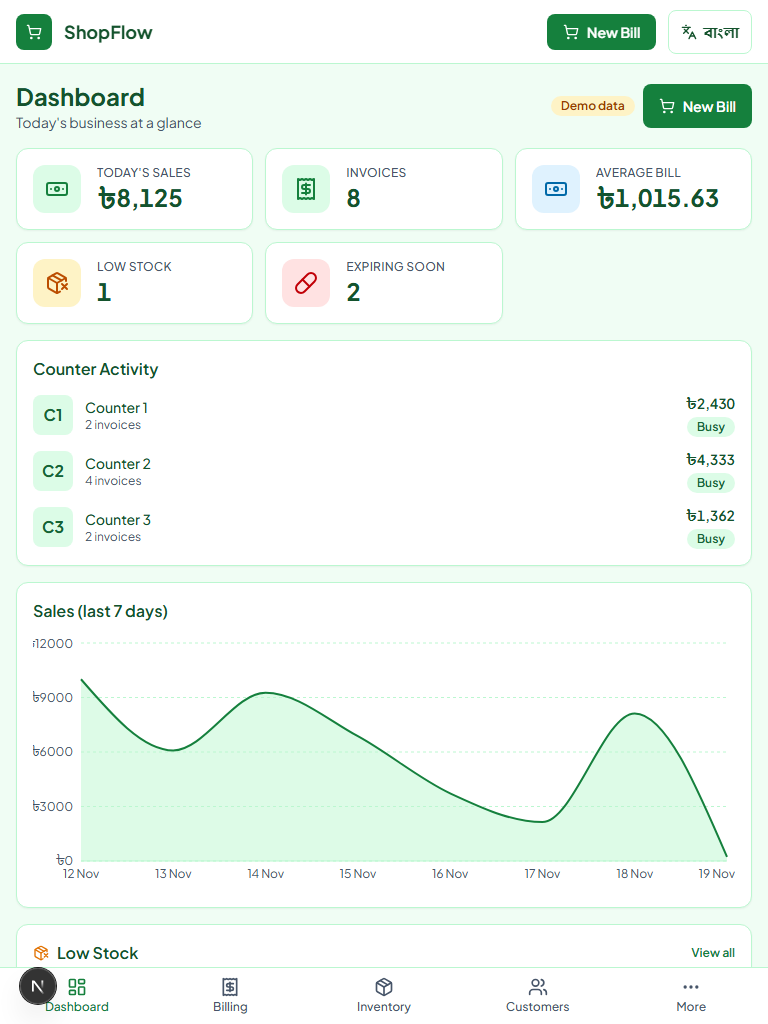 ShopFlow
New Bill
বাংলা
Dashboard
Today's business at a glance
Demo data
New Bill
TODAY'S SALES
৳8,125
INVOICES
8
AVERAGE BILL
৳1,015.63
LOW STOCK
1
EXPIRING SOON
2
Counter Activity
C1
Counter 1
2 invoices
৳2,430
Busy
C2
Counter 2
4 invoices
৳4,333
Busy
C3
Counter 3
2 invoices
৳1,362
Busy
Sales (last 7 days)
৳12000
৳9000
৳6000
৳3000
৳0
12 Nov
13 Nov
14 Nov
15 Nov
16 Nov
17 Nov
18 Nov
19 Nov
Low Stock
View all
N
Dashboard
Billing
Inventory
Customers
More